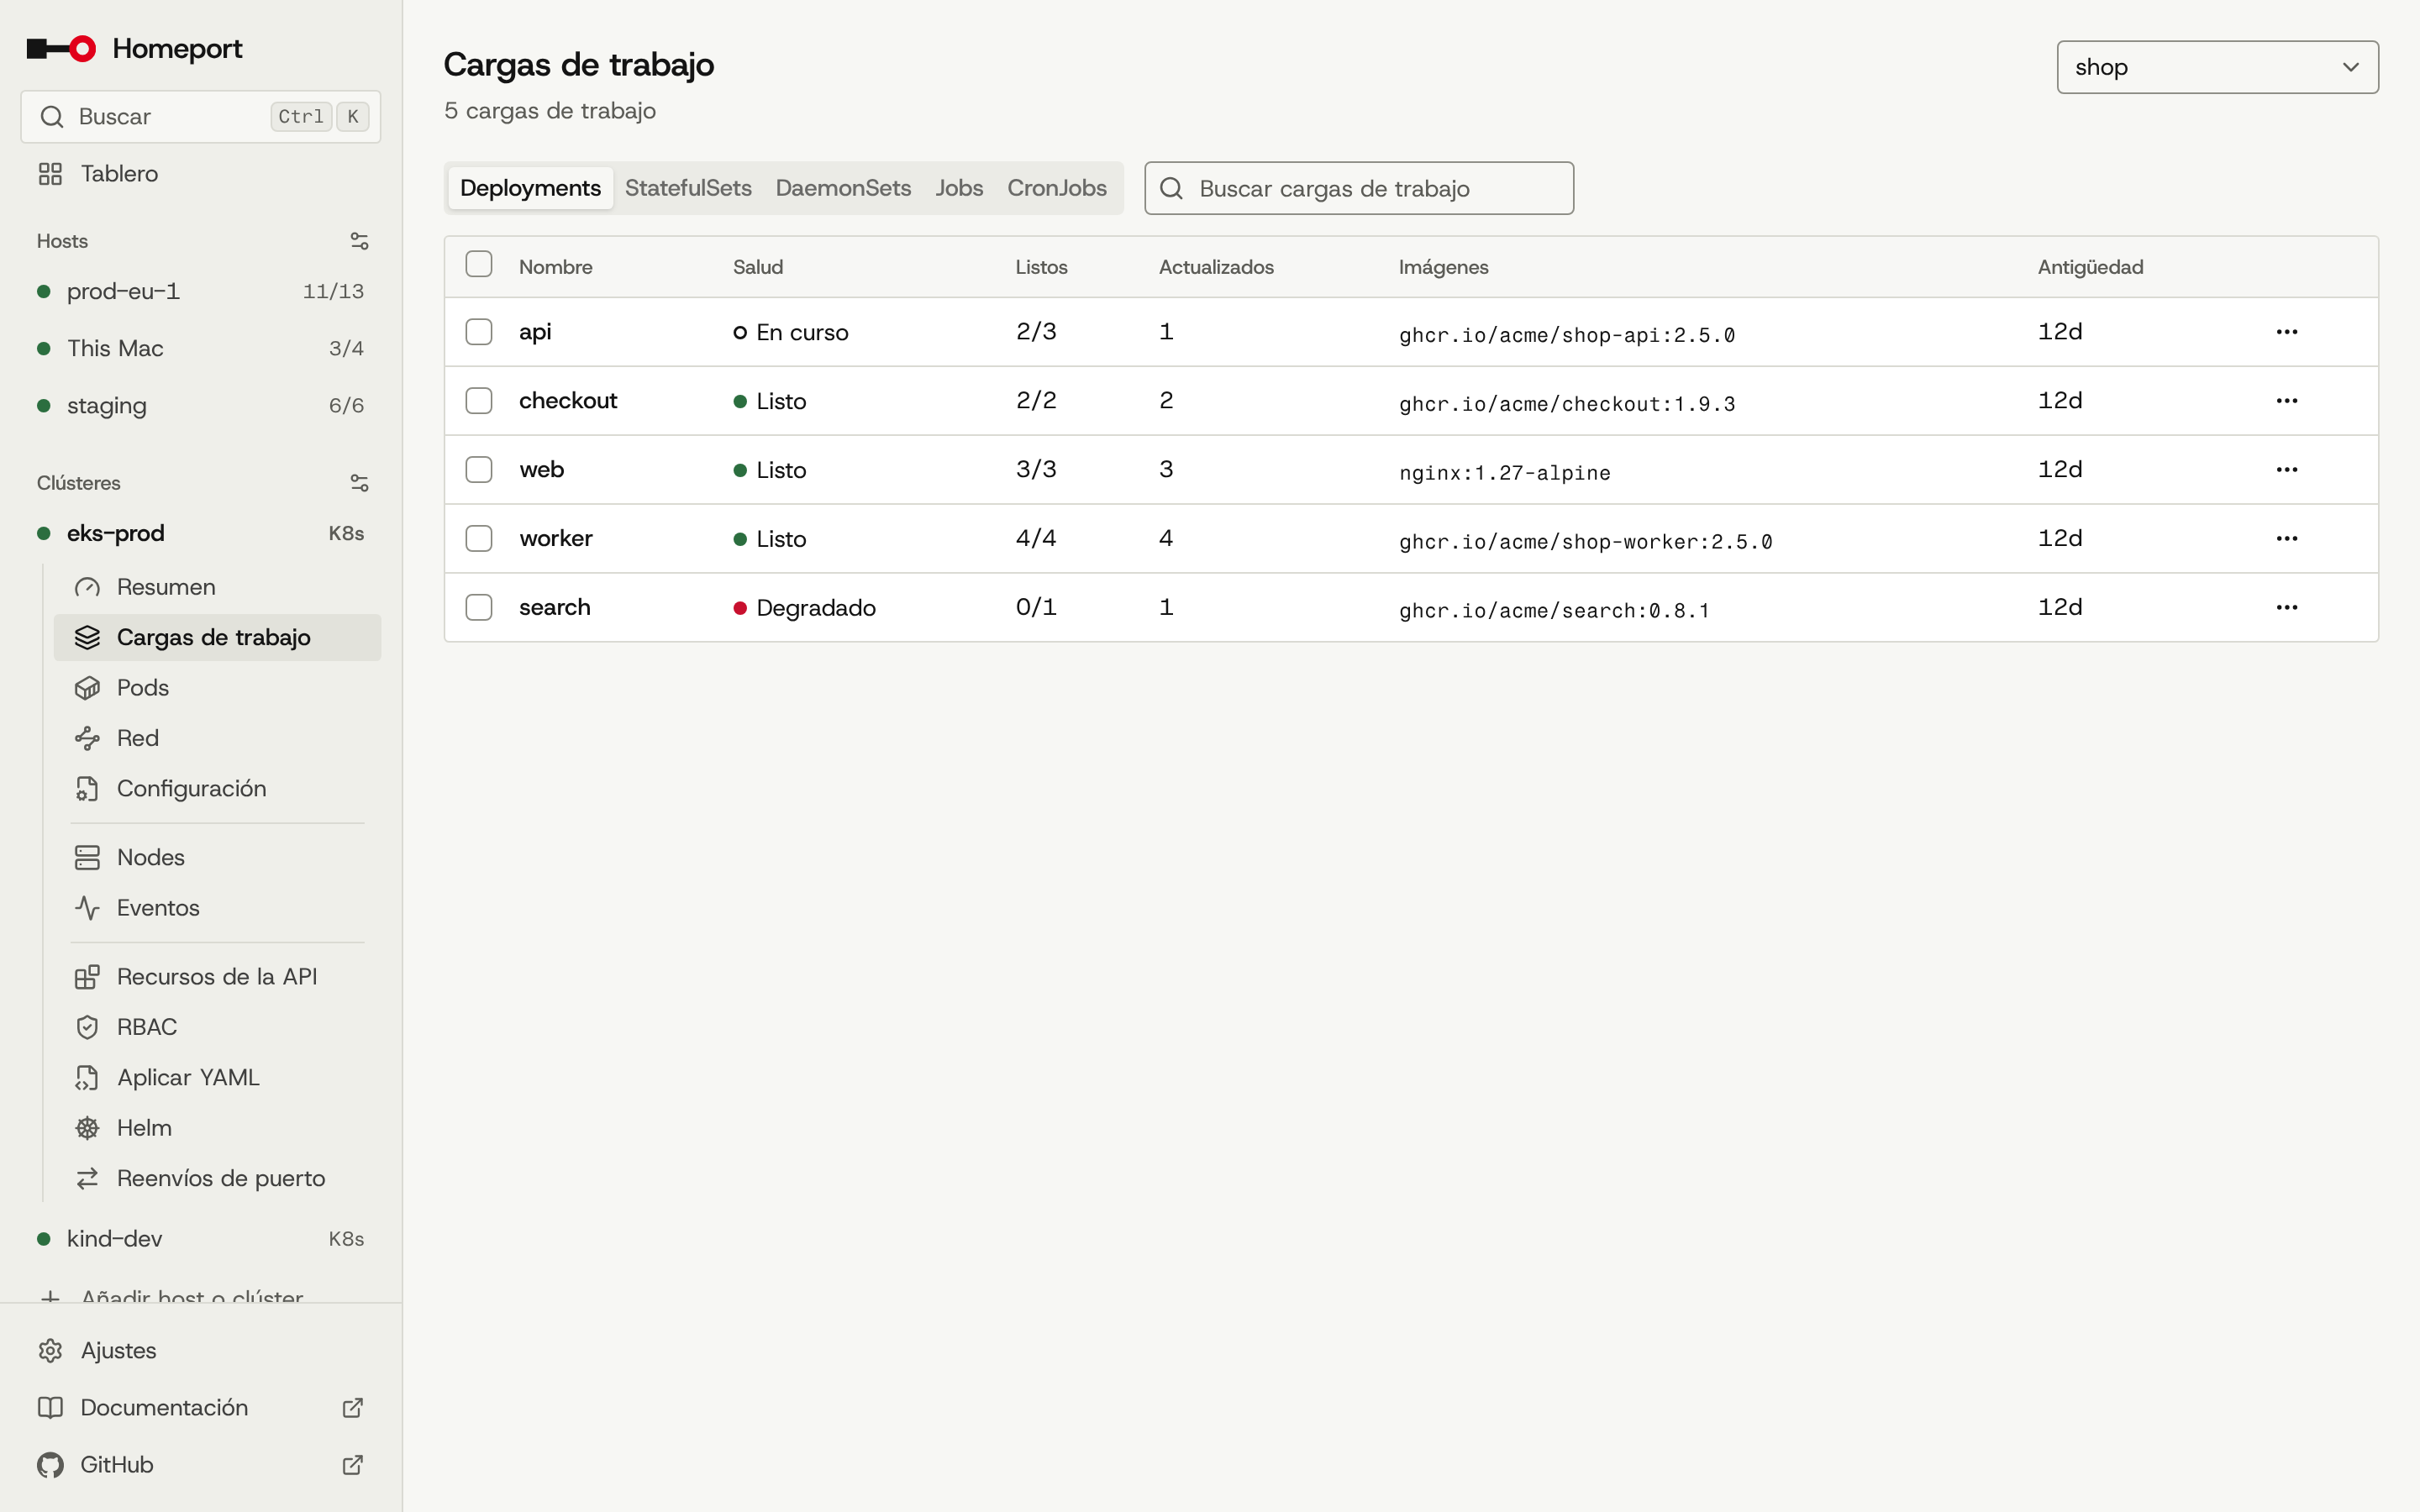 Homeport
Buscar Ctrl K
Tablero
Hosts
prod-eu-1 11/13
This Mac 3/4
staging 6/6
Clústeres
eks-prod K8s
Resumen
Cargas de trabajo
Pods
Red
Configuración
Nodes
Eventos
Recursos de la API
RBAC
Aplicar YAML
Helm
Reenvíos de puerto
kind-dev K8s
Añadir host o clúster
Ajustes
Documentación
GitHub
Cargas de trabajo
5 cargas de trabajo
shop
Deployments StatefulSets DaemonSets Jobs CronJobs
Buscar cargas de trabajo
Nombre Salud Listos Actualizados Imágenes Antigüedad
api En curso 2/3 1 ghcr.io/acme/shop-api:2.5.0 12d
checkout Listo 2/2 2 ghcr.io/acme/checkout:1.9.3 12d
web Listo 3/3 3 nginx:1.27-alpine 12d
worker Listo 4/4 4 ghcr.io/acme/shop-worker:2.5.0 12d
search Degradado 0/1 1 ghcr.io/acme/search:0.8.1 12d